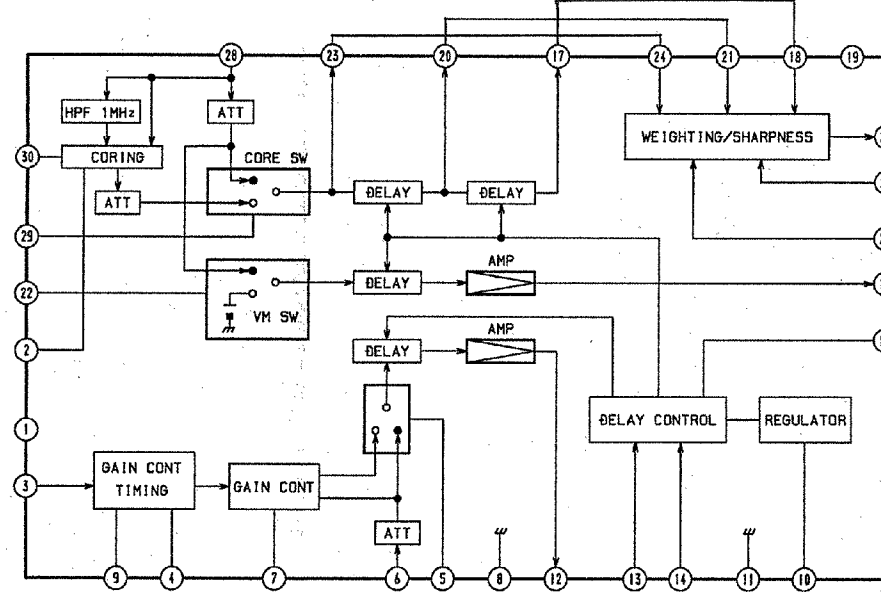 28 23 20 17 24 21 18 19
HPF 1MHz
ATT
CORING
CORE SW
WEIGHTING/SHARPNESS
30
ATT
DELAY
DELAY
29
AMP
22
DELAY
VM SW
AMP
2
DELAY
1
DELAY CONTROL
REGULATOR
GAIN CONT
TIMING
3
GAIN CONT
ATT
9 4 7 6 5 8 12 13 14 11 10